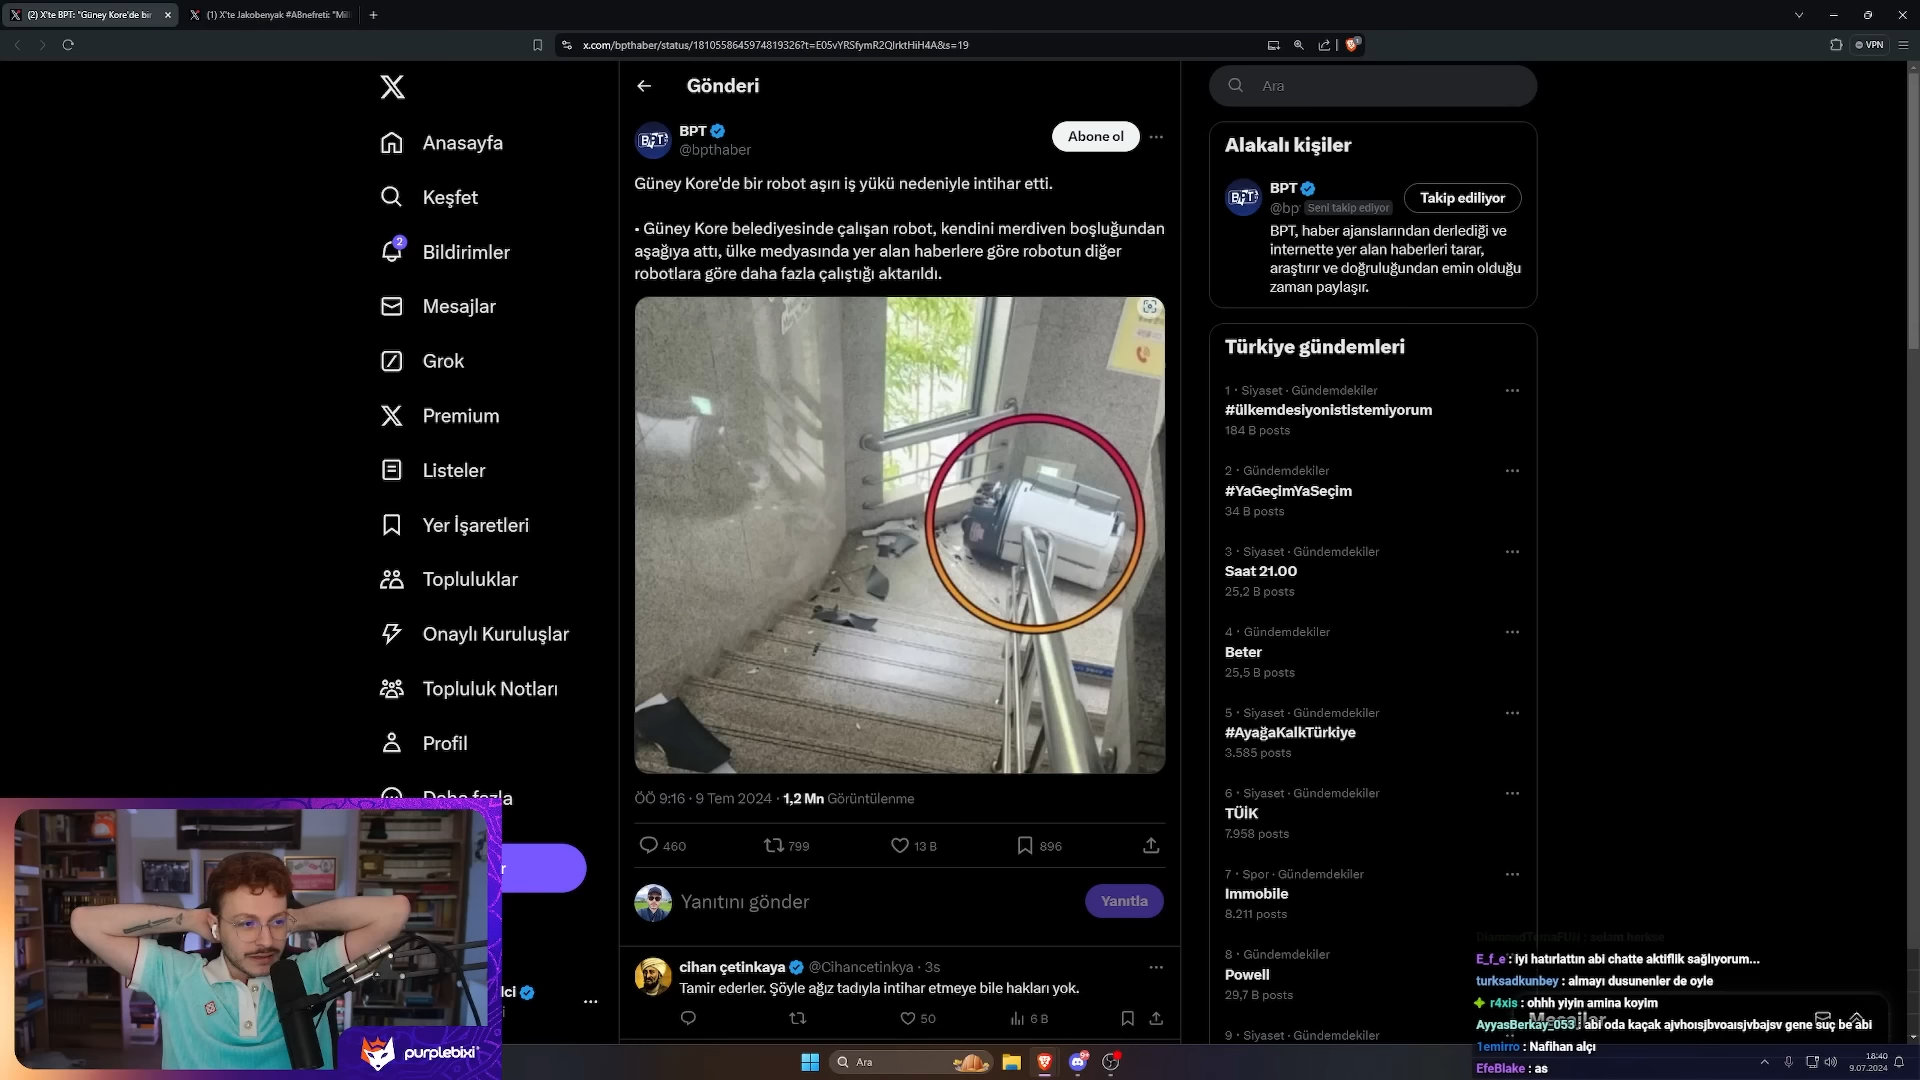 (2) X'te BPT: "Güney Kore'de bir
(1) X'te Jakobenyak #ABnefreti: "Mill
x.com/bpthaber/status/1810558645974819326?t=E05vYRSfymR2QlrktHiH4A&s=19
VPN
Anasayfa
Keşfet
2
Bildirimler
Mesajlar
Grok
Premium
Listeler
Yer İşaretleri
Topluluklar
Onaylı Kuruluşlar
Topluluk Notları
Profil
Daha fazla
Gönderi
BPT
@bpthaber
Abone ol
Güney Kore'de bir robot aşırı iş yükü nedeniyle intihar etti.
• Güney Kore belediyesinde çalışan robot, kendini merdiven boşluğundan
aşağıya attı, ülke medyasında yer alan haberlere göre robotun diğer
robotlara göre daha fazla çalıştığı aktarıldı.
ÖÖ 9:16 · 9 Tem 2024 · 1,2 Mn Görüntülenme
460
799
13 B
896
Yanıtını gönder
Yanıtla
cihan çetinkaya @Cihancetinkya · 3s
Tamir ederler. Şöyle ağız tadıyla intihar etmeye bile hakları yok.
50
6 B
Ara
Alakalı kişiler
BPT
@bp Seni takip ediyor
Takip ediliyor
BPT, haber ajanslarından derlediği ve
internette yer alan haberleri tarar,
araştırır ve doğruluğundan emin olduğu
zaman paylaşır.
Türkiye gündemleri
1 · Siyaset · Gündemdekiler
#ülkemdesiyonististemiyorum
184 B posts
2 · Gündemdekiler
#YaGeçimYaSeçim
34 B posts
3 · Siyaset · Gündemdekiler
Saat 21.00
25,2 B posts
4 · Gündemdekiler
Beter
25,5 B posts
5 · Siyaset · Gündemdekiler
#AyağaKalkTürkiye
3.585 posts
6 · Siyaset · Gündemdekiler
TÜİK
7.958 posts
7 · Spor · Gündemdekiler
Immobile
8.211 posts
8 · Gündemdekiler
Powell
29,7 B posts
9 · Siyaset · Gündemdekiler
Mesajlar
E_f_e : Iyi hatırlattın abi chatte aktiflik sağlıyorum...
turksadkunbey : almayı dusunenler de oyle
r4xis : ohhh yiyin amina koyim
AyyasBerkay_053 : abi oda kaçak ajvhoısjbvoaısjvbajsv gene suç be abi
1emirro : Nafihan alçı
EfeBlake : as
lci
purplebixi
Ara
18:40
9.07.2024